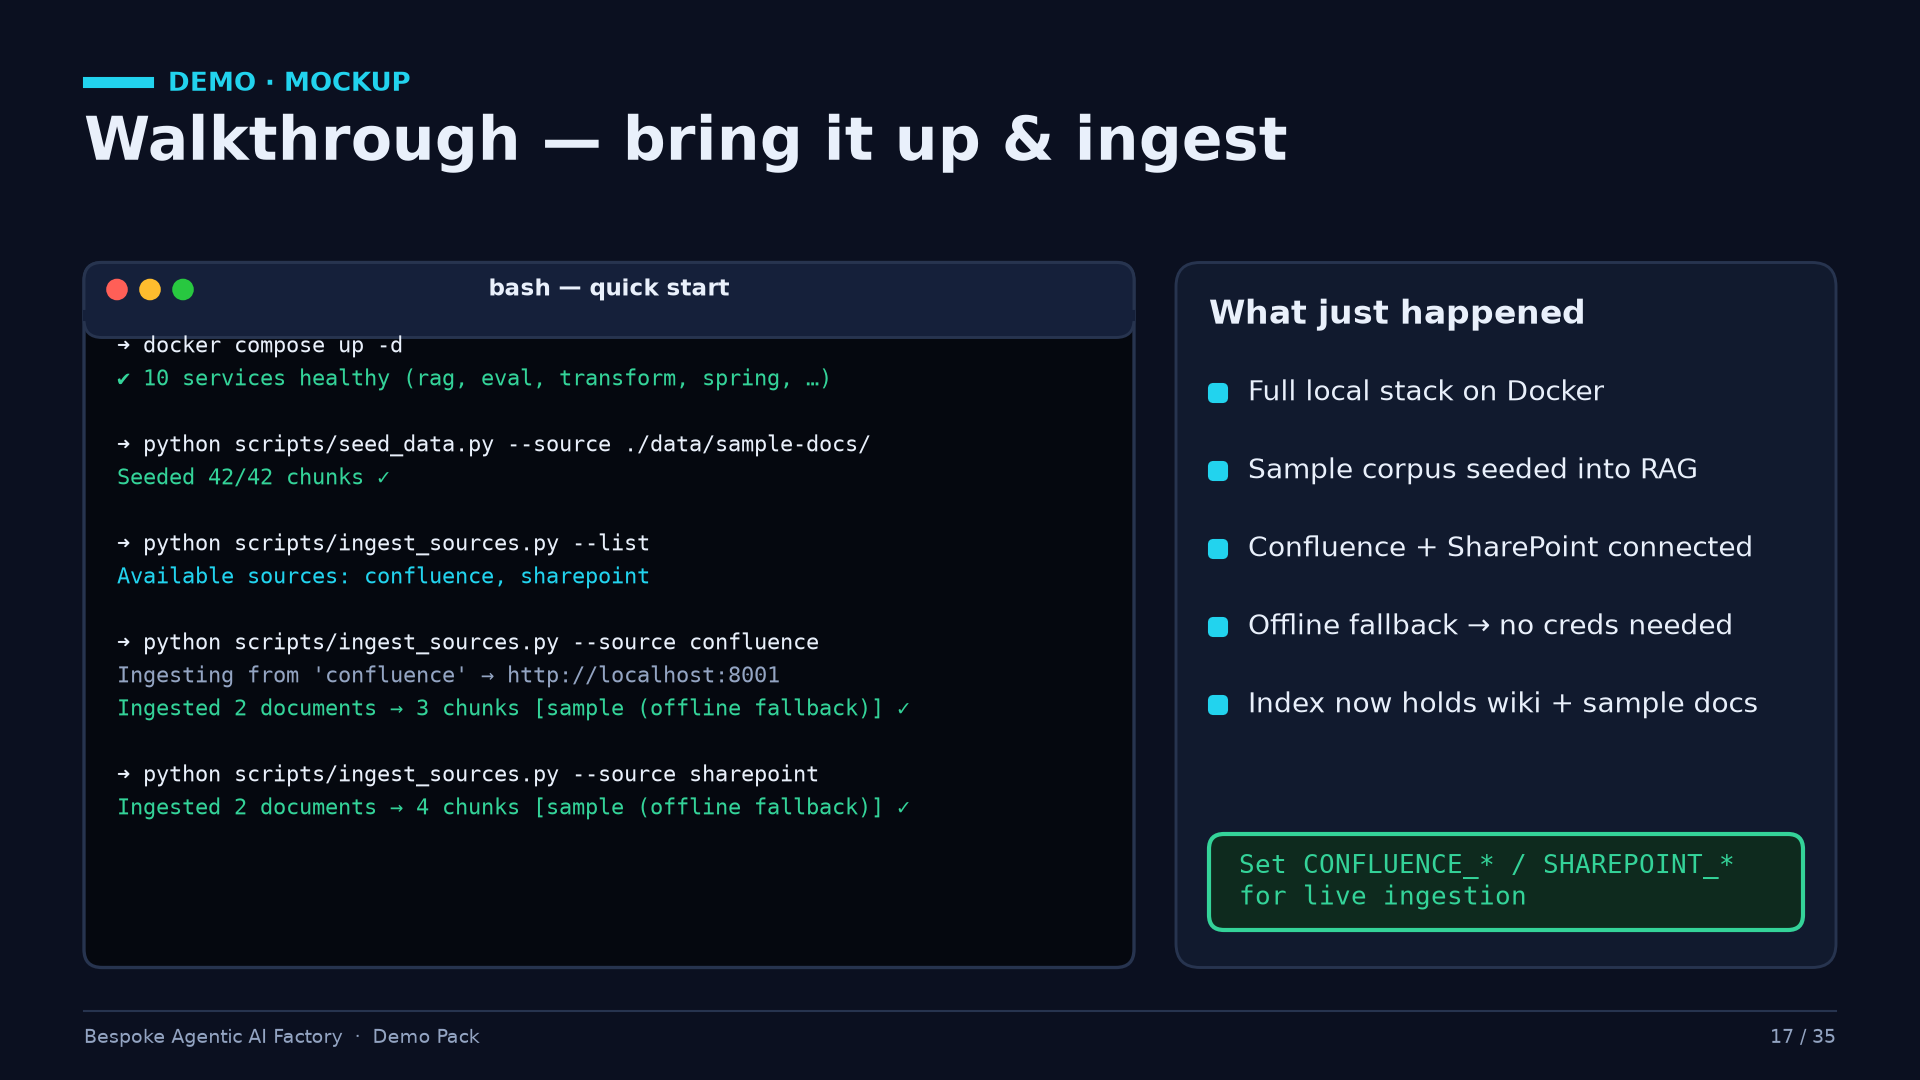 DEMO · MOCKUP
Walkthrough — bring it up & ingest
bash — quick start
➜ docker compose up -d
✔ 10 services healthy (rag, eval, transform, spring, …)
➜ python scripts/seed_data.py --source ./data/sample-docs/
Seeded 42/42 chunks ✓
➜ python scripts/ingest_sources.py --list
Available sources: confluence, sharepoint
➜ python scripts/ingest_sources.py --source confluence
Ingesting from 'confluence' → http://localhost:8001
Ingested 2 documents → 3 chunks [sample (offline fallback)] ✓
➜ python scripts/ingest_sources.py --source sharepoint
Ingested 2 documents → 4 chunks [sample (offline fallback)] ✓
What just happened
Full local stack on Docker
Sample corpus seeded into RAG
Confluence + SharePoint connected
Offline fallback → no creds needed
Index now holds wiki + sample docs
Set CONFLUENCE_* / SHAREPOINT_*
for live ingestion
Bespoke Agentic AI Factory · Demo Pack
17 / 35